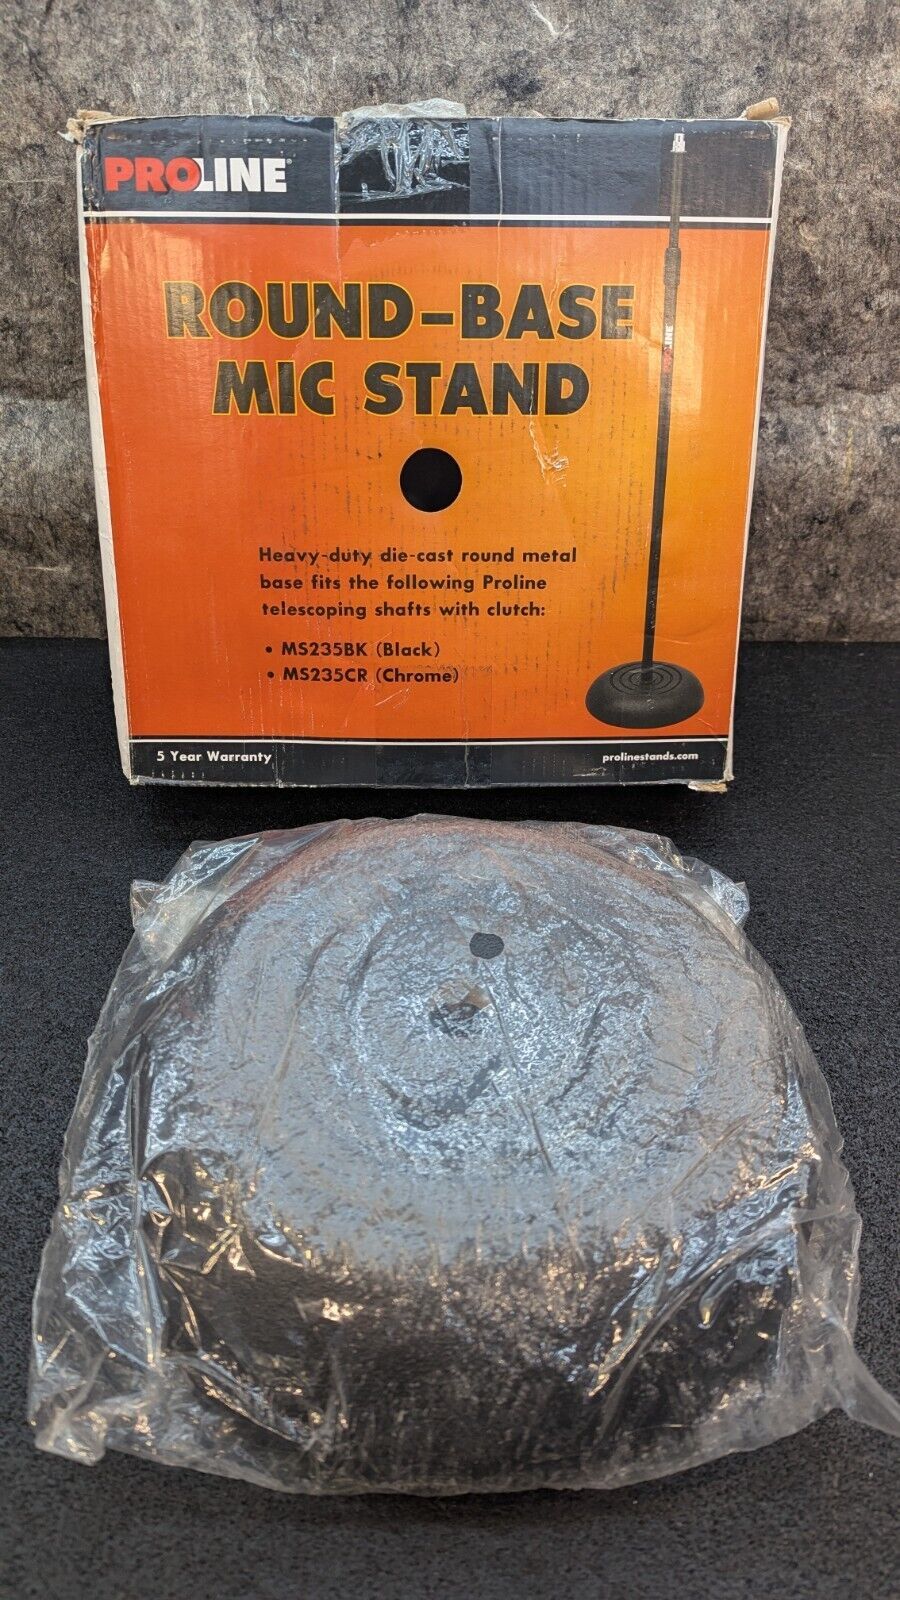 PROLINE®
ROUND-BASE
MIC STAND
PROLINE
Heavy-duty die-cast round metal
base fits the following Proline
telescoping shafts with clutch:
• MS235BK (Black)
• MS235CR (Chrome)
5 Year Warranty
prolinestands.com